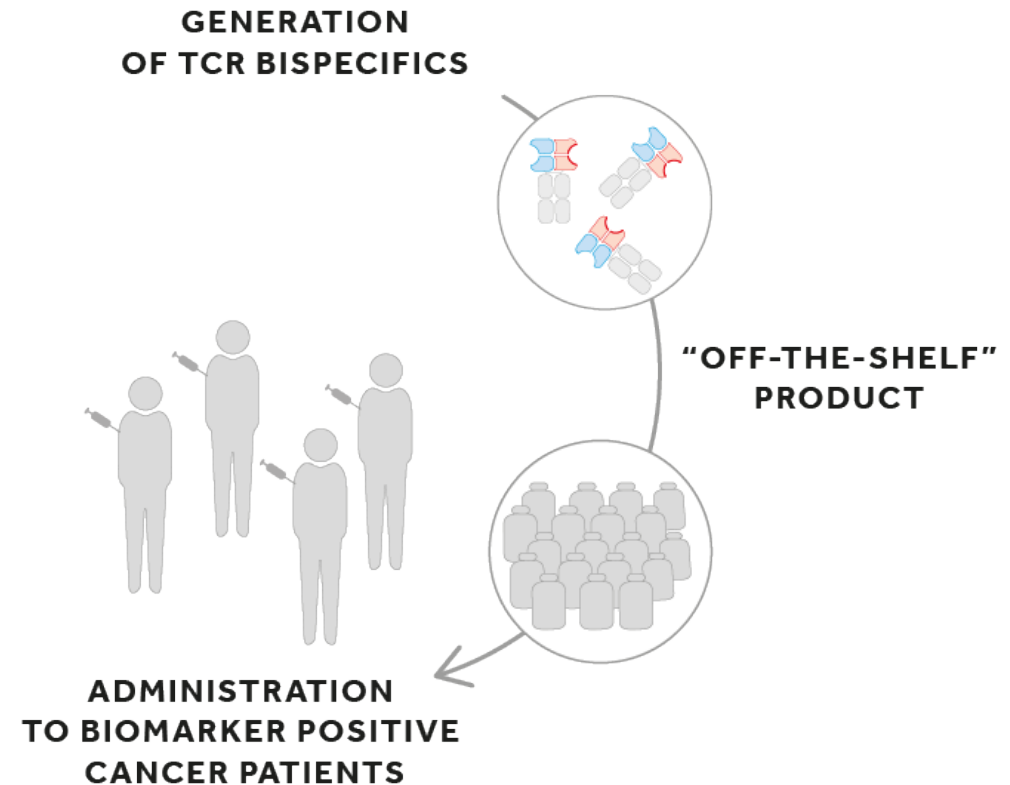 GENERATION
OF TCR BISPECIFICS
“OFF-THE-SHELF”
PRODUCT
ADMINISTRATION
TO BIOMARKER POSITIVE
CANCER PATIENTS